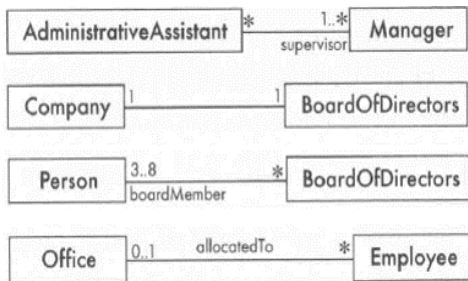 AdministrativeAssistant * 1..* Manager
supervisor
Company 1 1 BoardOfDirectors
Person 3..8 * BoardOfDirectors
boardMember
Office 0..1 allocatedTo * Employee